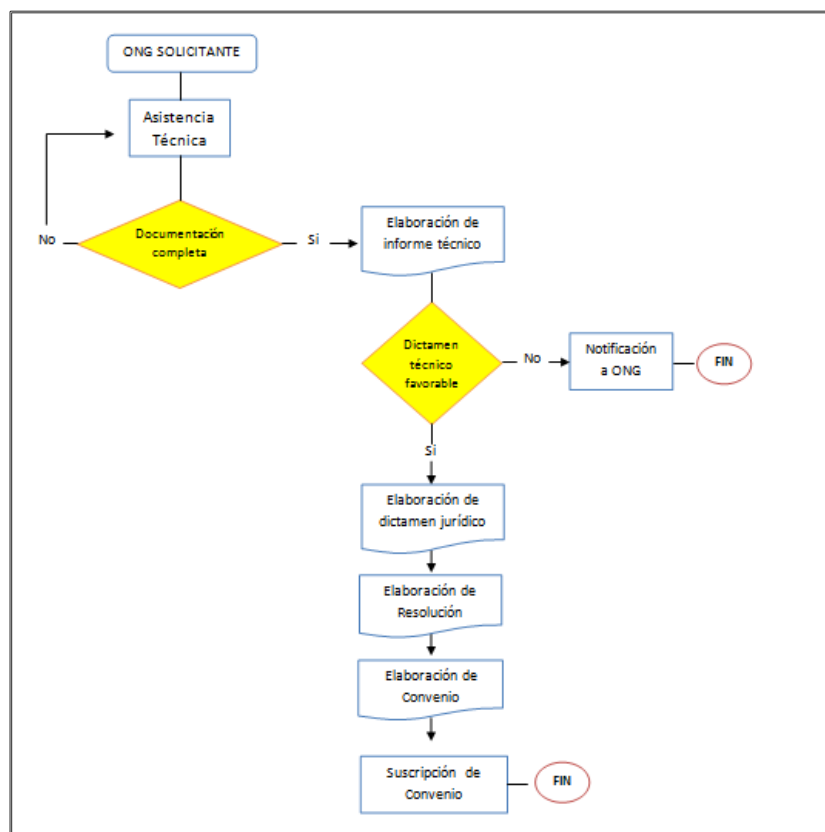 ONG SOLICITANTE
Asistencia
Técnica
No
Documentación
completa
Si
Elaboración de
informe técnico
Dictamen
técnico
favorable
No
Notificación
a ONG
FIN
Si
Elaboración de
dictamen jurídico
Elaboración de
Resolución
Elaboración de
Convenio
Suscripción de
Convenio
FIN